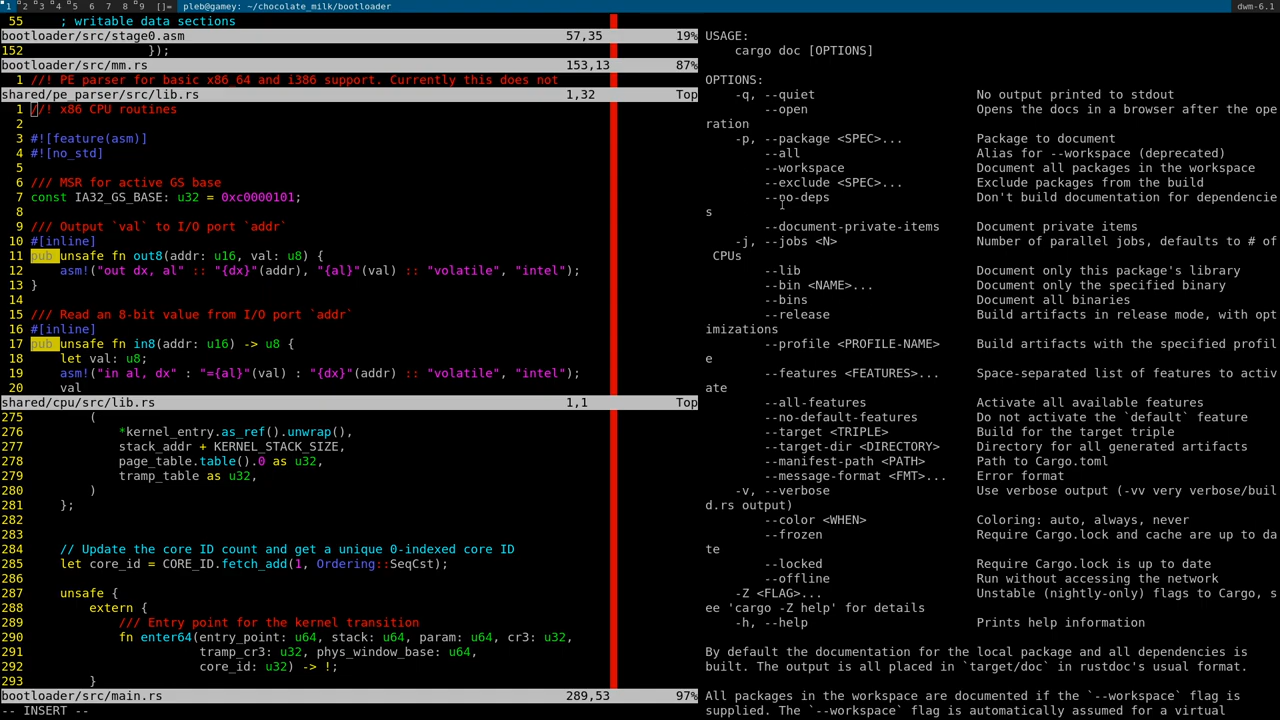 1 2 3 4 5 6 7 8 9 []= pleb@gamey: ~/chocolate_milk/bootloader dwm-6.1
55 ; writable data sections
bootloader/src/stage0.asm 57,35 19%
152 });
bootloader/src/mm.rs 153,13 87%
1 //! PE parser for basic x86_64 and i386 support. Currently this does not
shared/pe_parser/src/lib.rs 1,32 Top
1 //! x86 CPU routines
2
3 #![feature(asm)]
4 #![no_std]
5
6 /// MSR for active GS base
7 const IA32_GS_BASE: u32 = 0xc0000101;
8
9 /// Output `val` to I/O port `addr`
10 #[inline]
11 pub unsafe fn out8(addr: u16, val: u8) {
12 asm!("out dx, al" :: "{dx}"(addr), "{al}"(val) :: "volatile", "intel");
13 }
14
15 /// Read an 8-bit value from I/O port `addr`
16 #[inline]
17 pub unsafe fn in8(addr: u16) -> u8 {
18 let val: u8;
19 asm!("in al, dx" : "={al}"(val) : "{dx}"(addr) :: "volatile", "intel");
20 val
shared/cpu/src/lib.rs 1,1 Top
275 (
276 *kernel_entry.as_ref().unwrap(),
277 stack_addr + KERNEL_STACK_SIZE,
278 page_table.table().0 as u32,
279 tramp_table as u32,
280 )
281 };
282
283
284 // Update the core ID count and get a unique 0-indexed core ID
285 let core_id = CORE_ID.fetch_add(1, Ordering::SeqCst);
286
287 unsafe {
288 extern {
289 /// Entry point for the kernel transition
290 fn enter64(entry_point: u64, stack: u64, param: u64, cr3: u32,
291 tramp_cr3: u32, phys_window_base: u64,
292 core_id: u32) -> !;
293 }
bootloader/src/main.rs 289,53 97%
-- INSERT --
USAGE:
cargo doc [OPTIONS]
OPTIONS:
-q, --quiet No output printed to stdout
--open Opens the docs in a browser after the ope
ration
-p, --package <SPEC>... Package to document
--all Alias for --workspace (deprecated)
--workspace Document all packages in the workspace
--exclude <SPEC>... Exclude packages from the build
--no-deps Don't build documentation for dependencie
s
--document-private-items Document private items
-j, --jobs <N> Number of parallel jobs, defaults to # of
CPUs
--lib Document only this package's library
--bin <NAME>... Document only the specified binary
--bins Document all binaries
--release Build artifacts in release mode, with opt
imizations
--profile <PROFILE-NAME> Build artifacts with the specified profil
e
--features <FEATURES>... Space-separated list of features to activ
ate
--all-features Activate all available features
--no-default-features Do not activate the `default` feature
--target <TRIPLE> Build for the target triple
--target-dir <DIRECTORY> Directory for all generated artifacts
--manifest-path <PATH> Path to Cargo.toml
--message-format <FMT>... Error format
-v, --verbose Use verbose output (-vv very verbose/buil
d.rs output)
--color <WHEN> Coloring: auto, always, never
--frozen Require Cargo.lock and cache are up to da
te
--locked Require Cargo.lock is up to date
--offline Run without accessing the network
-Z <FLAG>... Unstable (nightly-only) flags to Cargo, s
ee 'cargo -Z help' for details
-h, --help Prints help information
By default the documentation for the local package and all dependencies is
built. The output is all placed in `target/doc` in rustdoc's usual format.
All packages in the workspace are documented if the `--workspace` flag is
supplied. The `--workspace` flag is automatically assumed for a virtual